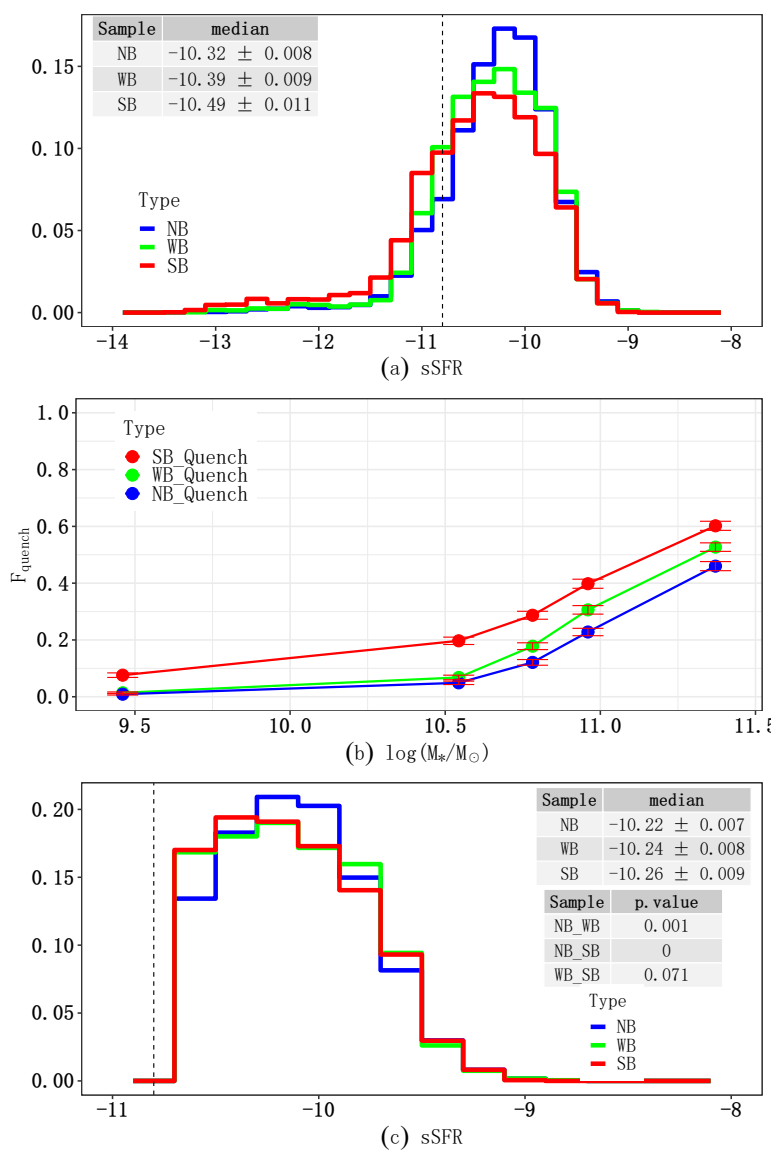 Sample median
NB -10.32 ± 0.008
WB -10.39 ± 0.009
SB -10.49 ± 0.011
0.15
0.10
0.05
0.00
Type
NB
WB
SB
-14 -13 -12 -11 -10 -9 -8
(a) sSFR
1.0
0.8
0.6
0.4
0.2
0.0
F_quench
Type
SB_Quench
WB_Quench
NB_Quench
9.5 10.0 10.5 11.0 11.5
(b) log(M*/M⊙)
0.20
0.15
0.10
0.05
0.00
Sample median
NB -10.22 ± 0.007
WB -10.24 ± 0.008
SB -10.26 ± 0.009
Sample p.value
NB_WB 0.001
NB_SB 0
WB_SB 0.071
Type
NB
WB
SB
-11 -10 -9 -8
(c) sSFR